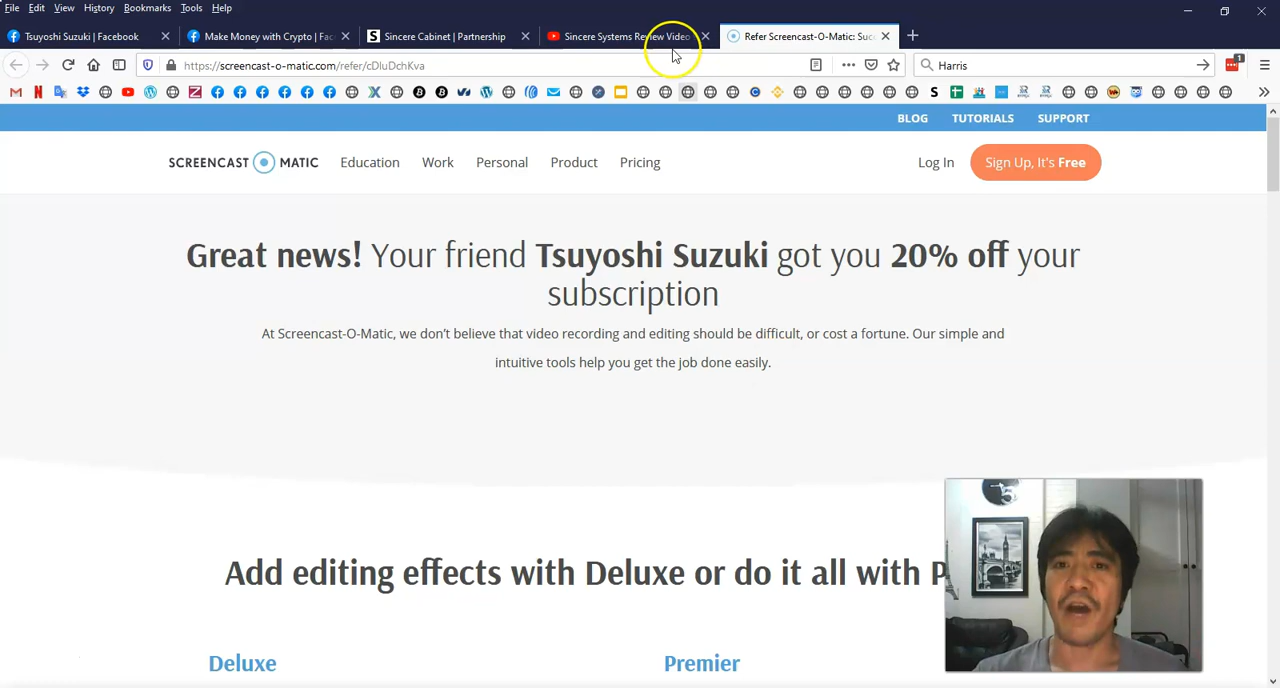 File Edit View History Bookmarks Tools Help
Tsuyoshi Suzuki | Facebook
Make Money with Crypto | Fac
Sincere Cabinet | Partnership
Sincere Systems Review Video
Refer Screencast-O-Matic: Suc
https://screencast-o-matic.com/refer/cDluDchKva
Harris
BLOG TUTORIALS SUPPORT
SCREENCAST O MATIC Education Work Personal Product Pricing Log In Sign Up, It's Free
Great news! Your friend Tsuyoshi Suzuki got you 20% off your
subscription
At Screencast-O-Matic, we don't believe that video recording and editing should be difficult, or cost a fortune. Our simple and
intuitive tools help you get the job done easily.
Add editing effects with Deluxe or do it all with P
Deluxe Premier